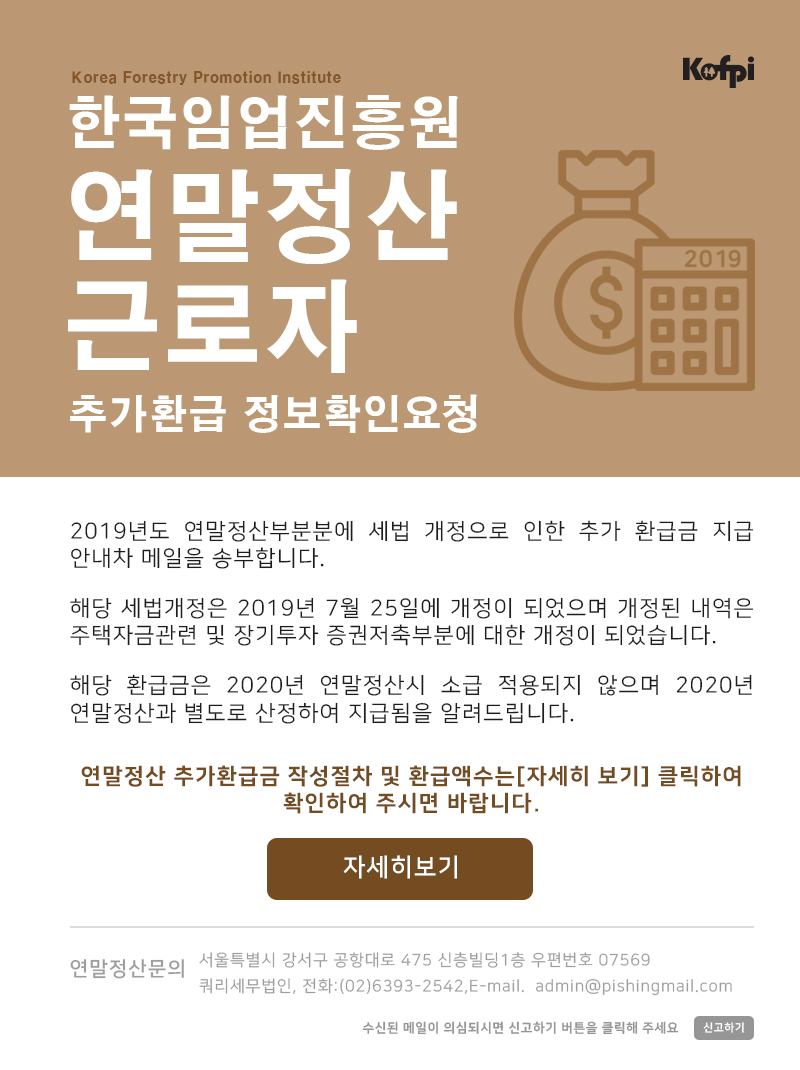 Korea Forestry Promotion Institute
Kofpi
한국임업진흥원
연말정산
근로자
추가환급 정보확인요청
2019
$
2019년도 연말정산부분분에 세법 개정으로 인한 추가 환급금 지급
안내차 메일을 송부합니다.
해당 세법개정은 2019년 7월 25일에 개정이 되었으며 개정된 내역은
주택자금관련 및 장기투자 증권저축부분에 대한 개정이 되었습니다.
해당 환급금은 2020년 연말정산시 소급 적용되지 않으며 2020년
연말정산과 별도로 산정하여 지급됨을 알려드립니다.
연말정산 추가환급금 작성절차 및 환급액수는[자세히 보기] 클릭하여
확인하여 주시면 바랍니다.
자세히보기
연말정산문의
서울특별시 강서구 공항대로 475 신층빌딩1층 우편번호 07569
쿼리세무법인, 전화:(02)6393-2542,E-mail. admin@pishingmail.com
수신된 메일이 의심되시면 신고하기 버튼을 클릭해 주세요
신고하기